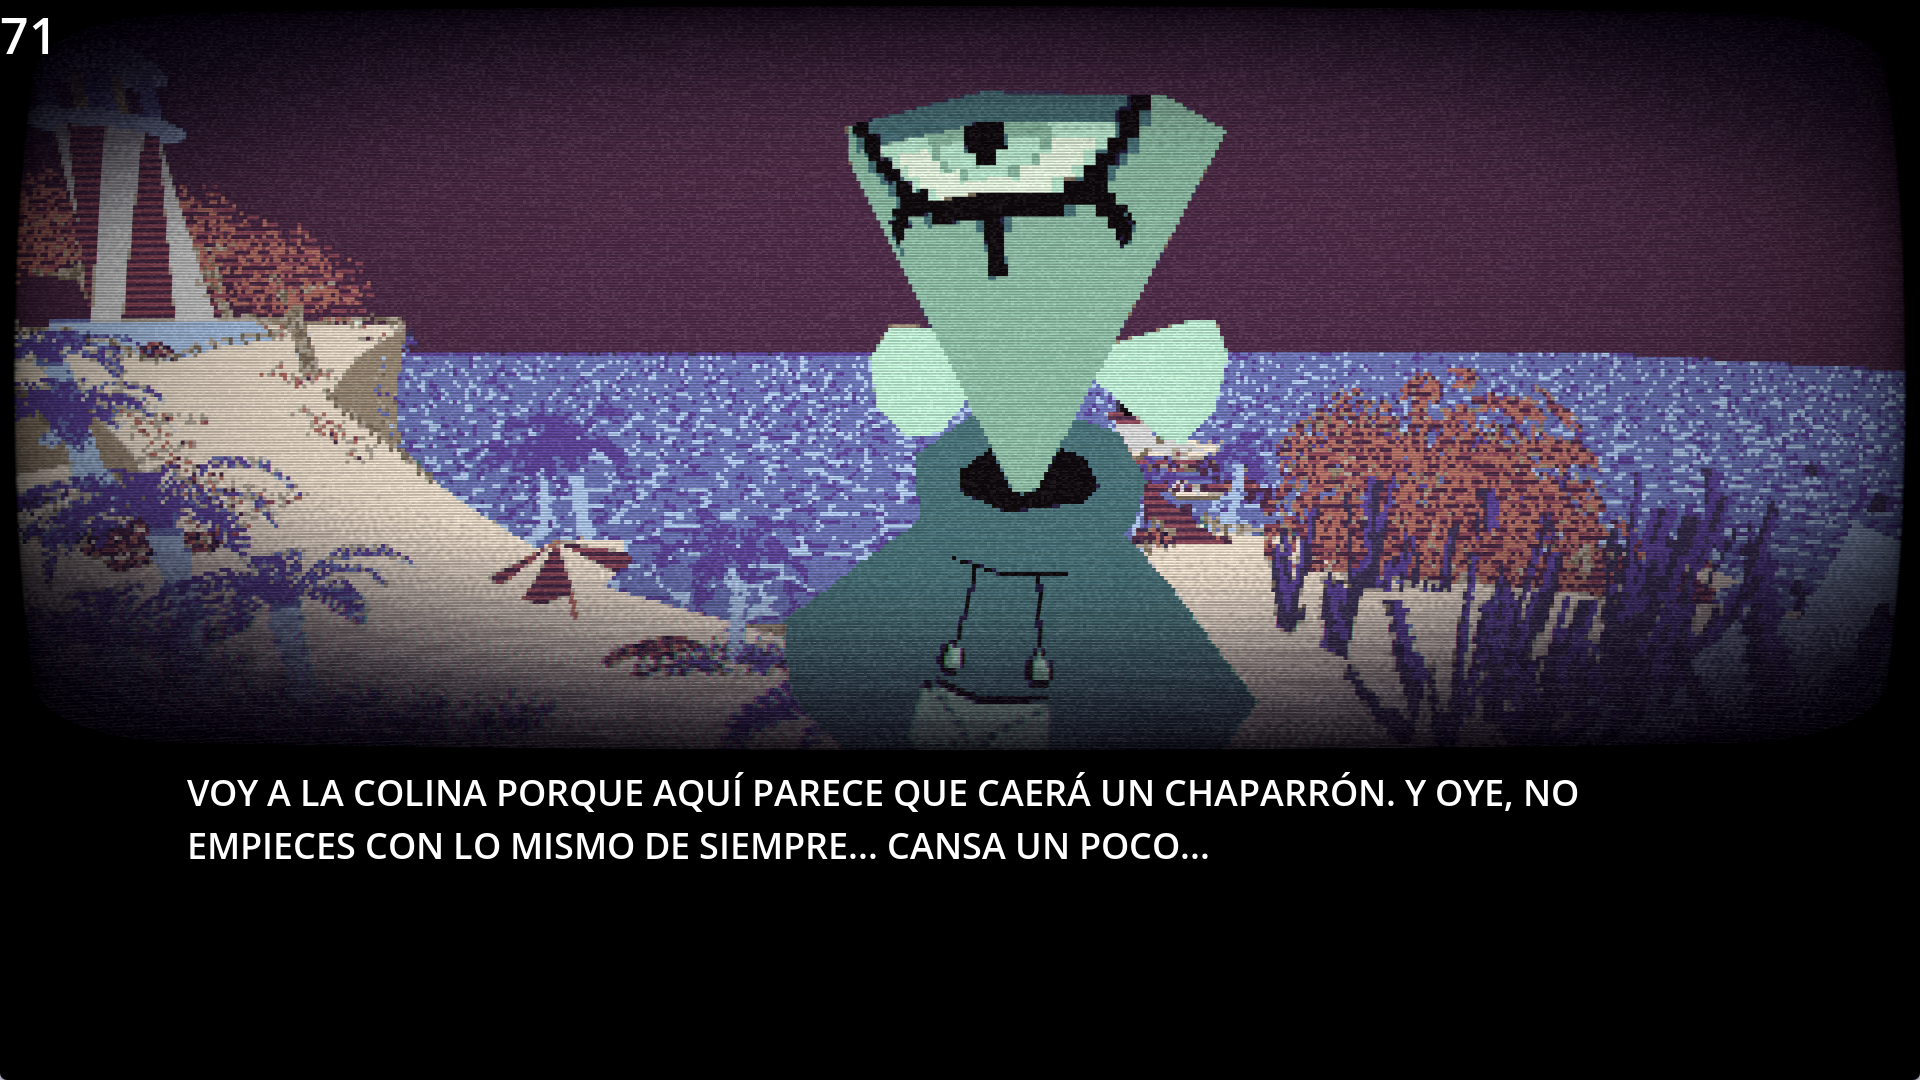 71
VOY A LA COLINA PORQUE AQUÍ PARECE QUE CAERÁ UN CHAPARRÓN. Y OYE, NO
EMPIECES CON LO MISMO DE SIEMPRE... CANSA UN POCO...